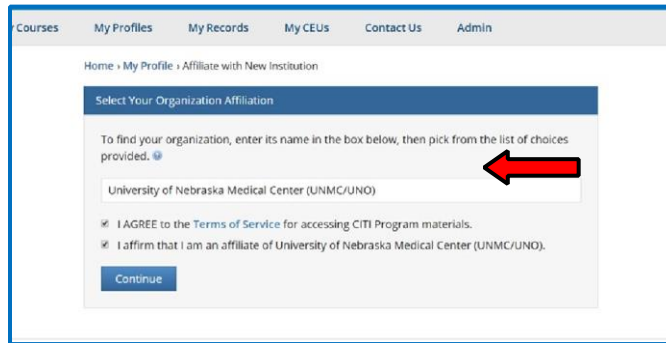 Courses My Profiles My Records My CEUs Contact Us Admin
Home › My Profile › Affiliate with New Institution
Select Your Organization Affiliation
To find your organization, enter its name in the box below, then pick from the list of choices
provided.
University of Nebraska Medical Center (UNMC/UNO)
I AGREE to the Terms of Service for accessing CITI Program materials.
I affirm that I am an affiliate of University of Nebraska Medical Center (UNMC/UNO).
Continue